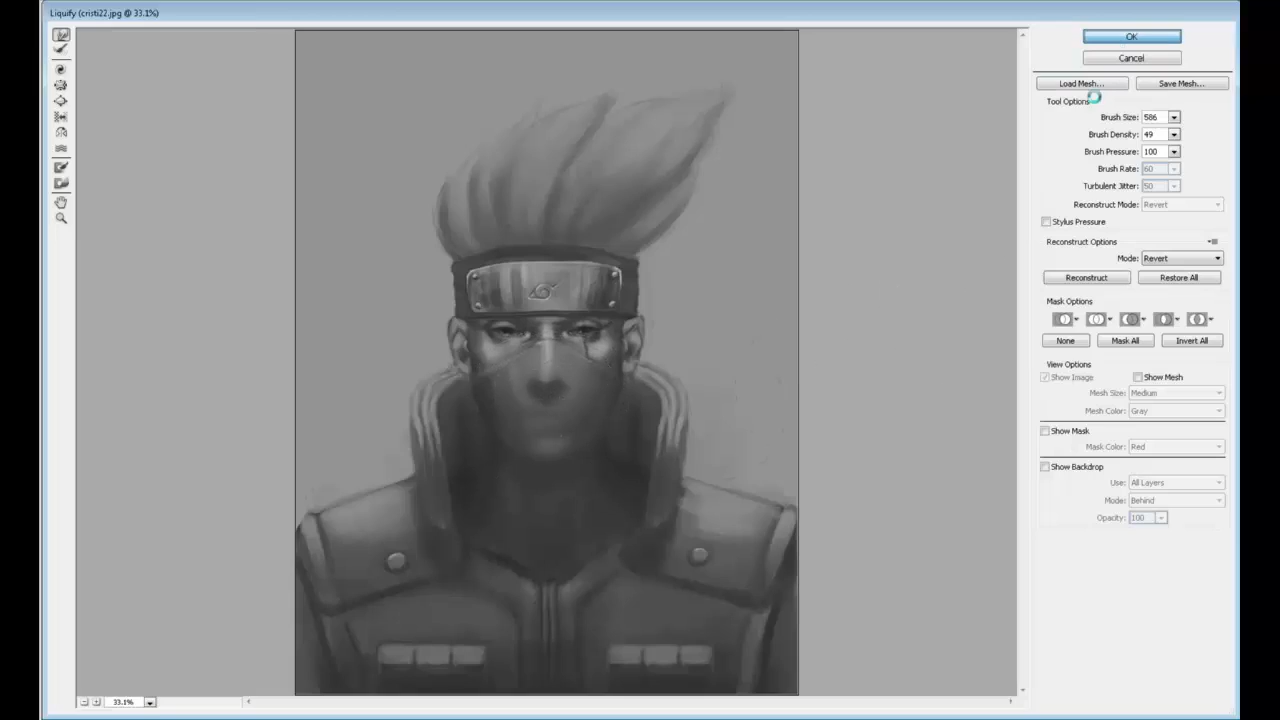 Liquify (cristi22.jpg @ 33.1%)
OK
Cancel
Load Mesh...
Save Mesh...
Tool Options
Brush Size: 586
Brush Density: 49
Brush Pressure: 100
Brush Rate: 60
Turbulent Jitter: 50
Reconstruct Mode: Revert
Stylus Pressure
Reconstruct Options
Mode: Revert
Reconstruct
Restore All
Mask Options
None
Mask All
Invert All
View Options
Show Image
Show Mesh
Mesh Size: Medium
Mesh Color: Gray
Show Mask
Mask Color: Red
Show Backdrop
Use: All Layers
Mode: Behind
Opacity: 100
33.1%